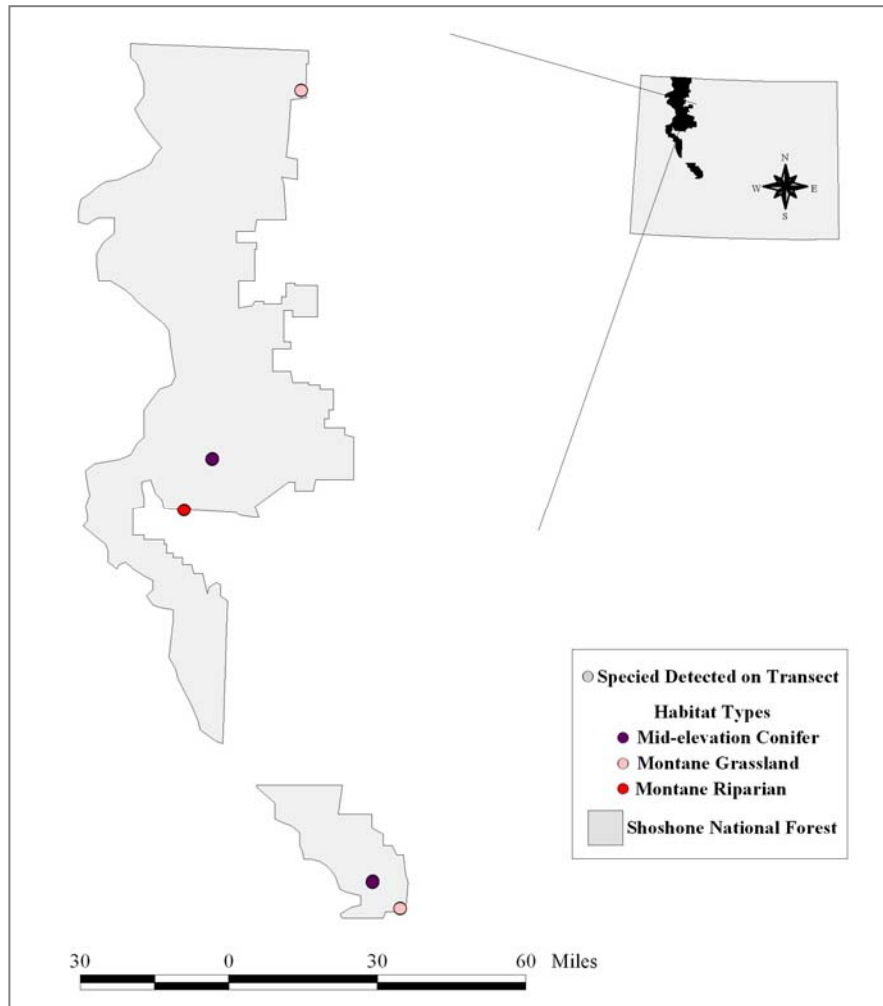 N
W E
S
Specied Detected on Transect
Habitat Types
Mid-elevation Conifer
Montane Grassland
Montane Riparian
Shoshone National Forest
30 0 30 60 Miles